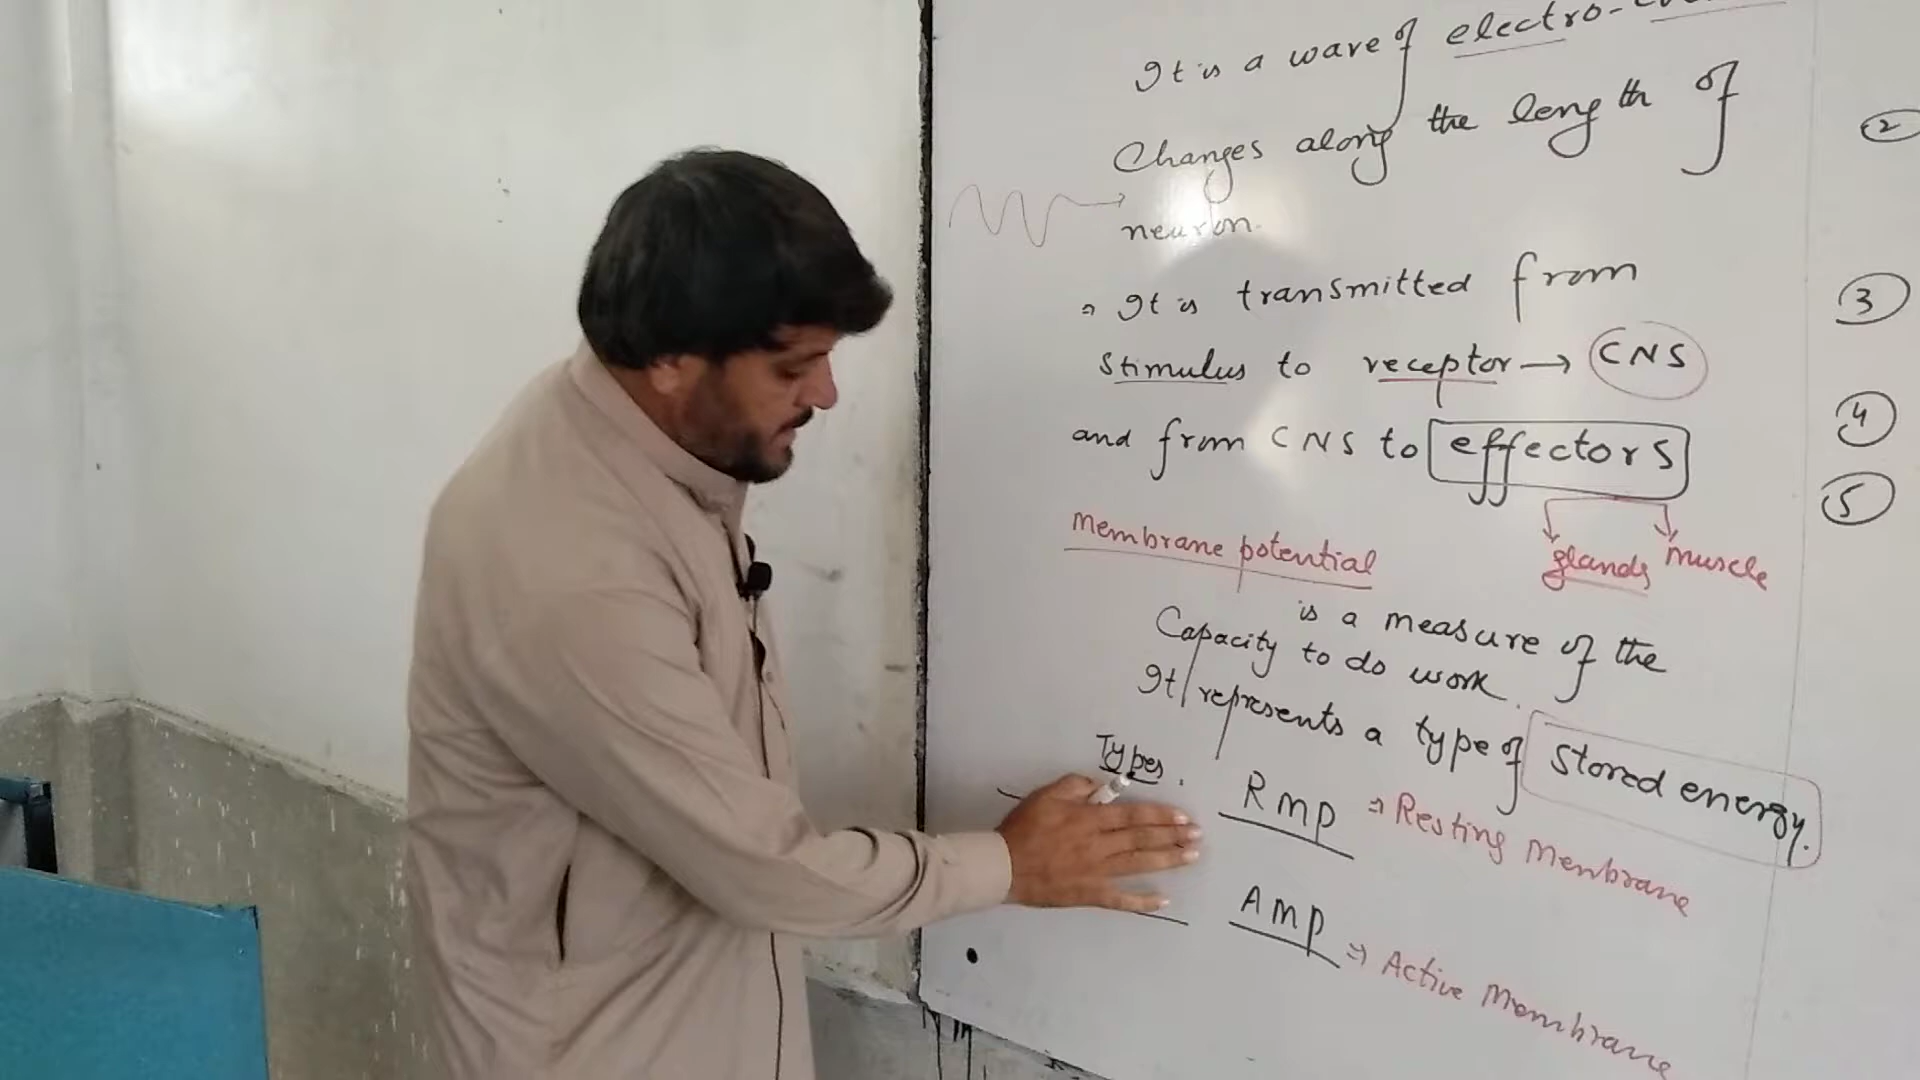 It is a wave of electro-
Changes along the length of
neuron.
⇒ It is transmitted from
Stimulus to receptor → CNS
and from CNS to effectors
glands muscle
Membrane potential
is a measure of the
Capacity to do work.
It represents a type of Stored energy.
Types.
RMP ⇒ Resting Menbrane
AMP ⇒ Active Membrane
2
3
4
5